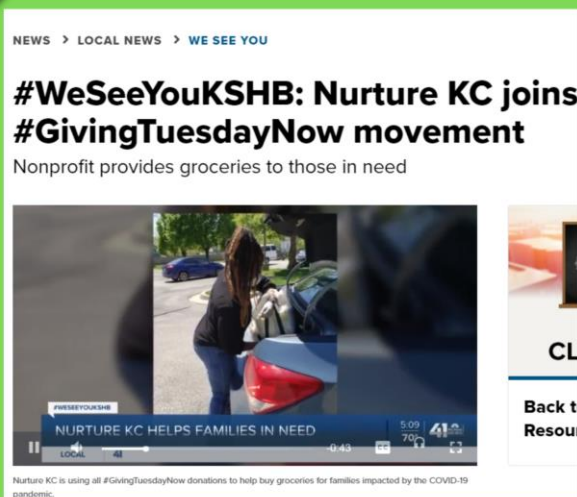 NEWS > LOCAL NEWS > WE SEE YOU
#WeSeeYouKSHB: Nurture KC joins
#GivingTuesdayNow movement
Nonprofit provides groceries to those in need
#WESEEYOUKSHB
NURTURE KC HELPS FAMILIES IN NEED
5:09
70°
41
LOCAL 41
-0:43
CC
CL
Back t
Resour
Nurture KC is using all #GivingTuesdayNow donations to help buy groceries for families impacted by the COVID-19
pandemic.